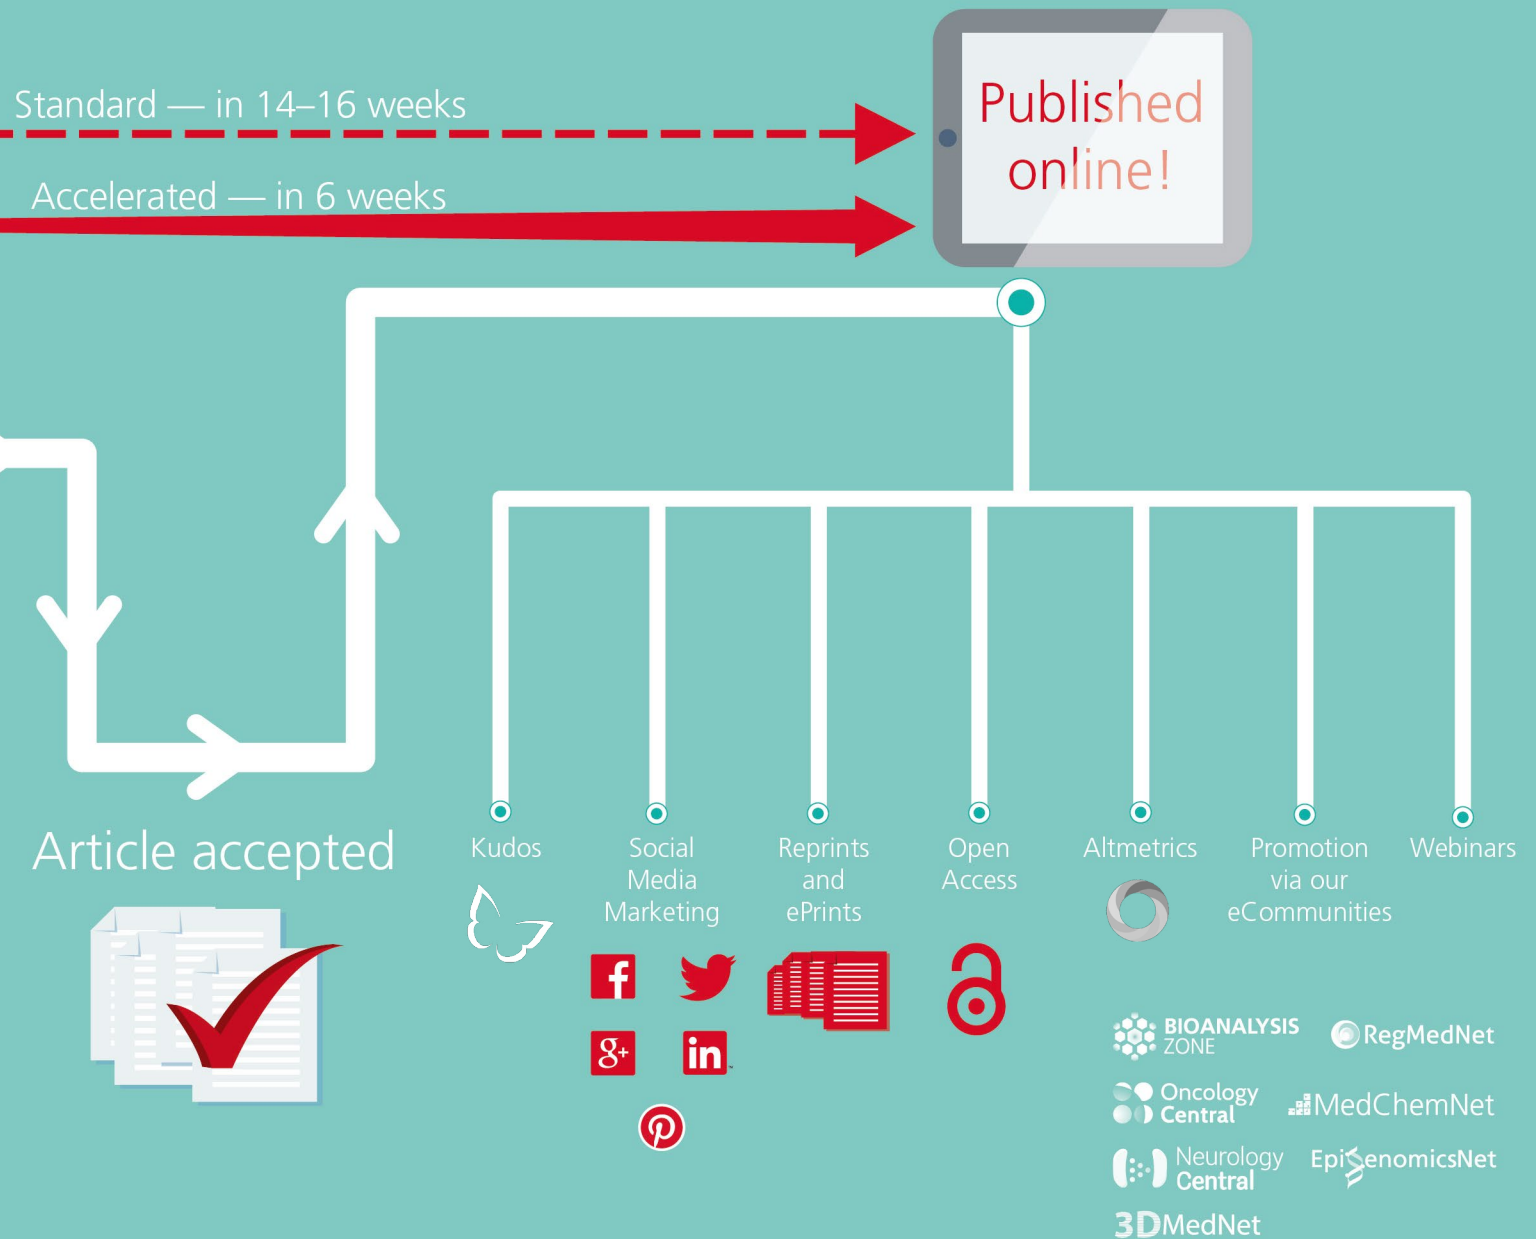 Standard — in 14–16 weeks
Accelerated — in 6 weeks
Published
online!
Article accepted
Kudos
Social
Media
Marketing
Reprints
and
ePrints
Open
Access
Altmetrics
Promotion
via our
eCommunities
Webinars
f
g+
in
BIOANALYSIS
ZONE
RegMedNet
Oncology
Central
MedChemNet
Neurology
Central
EpigenomicsNet
3DMedNet